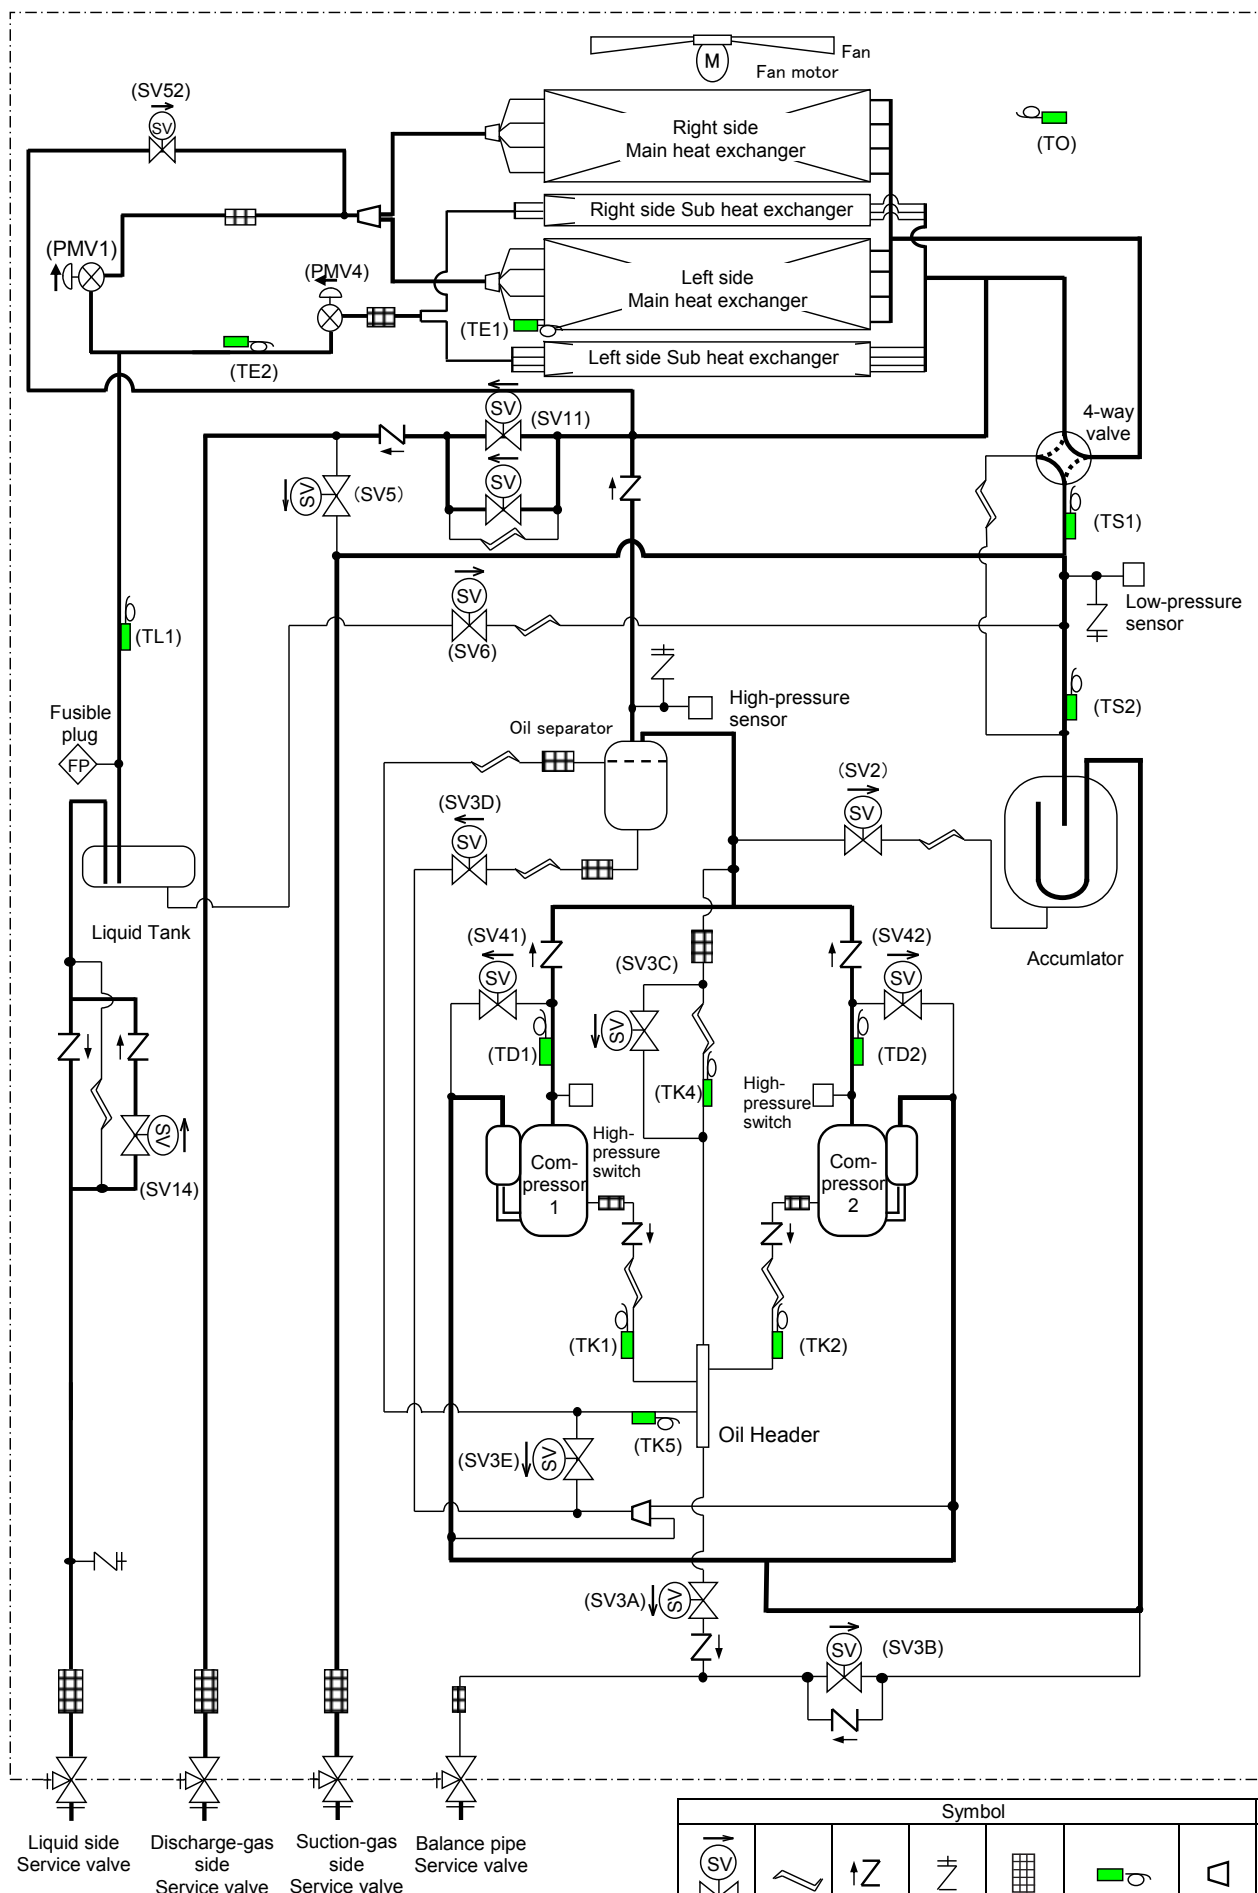 Fan
M
Fan motor
(SV52)
SV
Right side
Main heat exchanger
(TO)
Right side Sub heat exchanger
(PMV1)
(PMV4)
Left side
Main heat exchanger
(TE1)
(TE2)
Left side Sub heat exchanger
SV
(SV11)
4-way
valve
SV
SV
(SV5)
(TS1)
SV
(SV6)
Low-pressure
sensor
(TL1)
High-pressure
sensor
(TS2)
Fusible
plug
FP
Oil separator
(SV3D)
SV
(SV2)
SV
Liquid Tank
Accumlator
(SV41)
SV
(SV3C)
SV
(SV42)
SV
(TD1)
(TK4)
(TD2)
High-
pressure
switch
High-
pressure
switch
Com-
pressor
1
Com-
pressor
2
SV
(SV14)
(TK1)
(TK2)
Oil Header
(TK5)
(SV3E)
SV
(SV3A)
SV
SV
(SV3B)
Liquid side
Service valve
Discharge-gas
side
Service valve
Suction-gas
side
Service valve
Balance pipe
Service valve
Symbol
SV